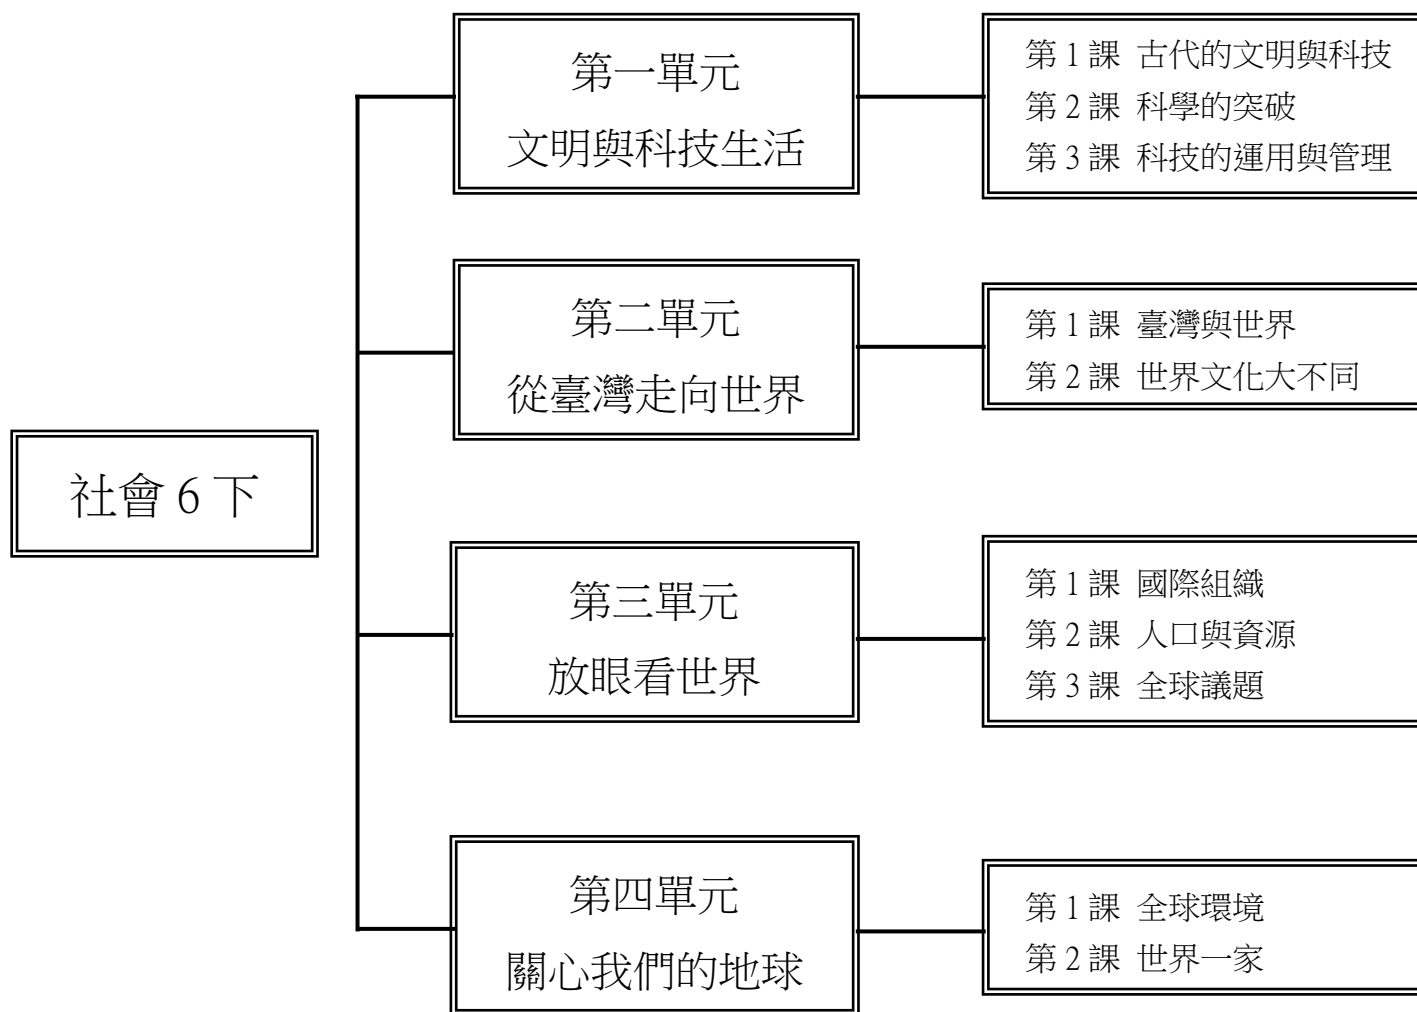 社會 6 下
第一單元
文明與科技生活
第 1 課 古代的文明與科技
第 2 課 科學的突破
第 3 課 科技的運用與管理
第二單元
從臺灣走向世界
第 1 課 臺灣與世界
第 2 課 世界文化大不同
第三單元
放眼看世界
第 1 課 國際組織
第 2 課 人口與資源
第 3 課 全球議題
第四單元
關心我們的地球
第 1 課 全球環境
第 2 課 世界一家